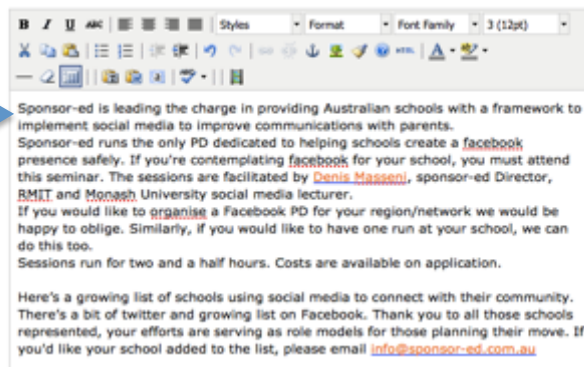 B I U ABC Styles Format Font Family 3 (12pt)
HTML A
Sponsor-ed is leading the charge in providing Australian schools with a framework to
implement social media to improve communications with parents.
Sponsor-ed runs the only PD dedicated to helping schools create a facebook
presence safely. If you're contemplating facebook for your school, you must attend
this seminar. The sessions are facilitated by Denis Masseni, sponsor-ed Director,
RMIT and Monash University social media lecturer.
If you would like to organise a Facebook PD for your region/network we would be
happy to oblige. Similarly, if you would like to have one run at your school, we can
do this too.
Sessions run for two and a half hours. Costs are available on application.
Here's a growing list of schools using social media to connect with their community.
There's a bit of twitter and growing list on Facebook. Thank you to all those schools
represented, your efforts are serving as role models for those planning their move. If
you'd like your school added to the list, please email info@sponsor-ed.com.au